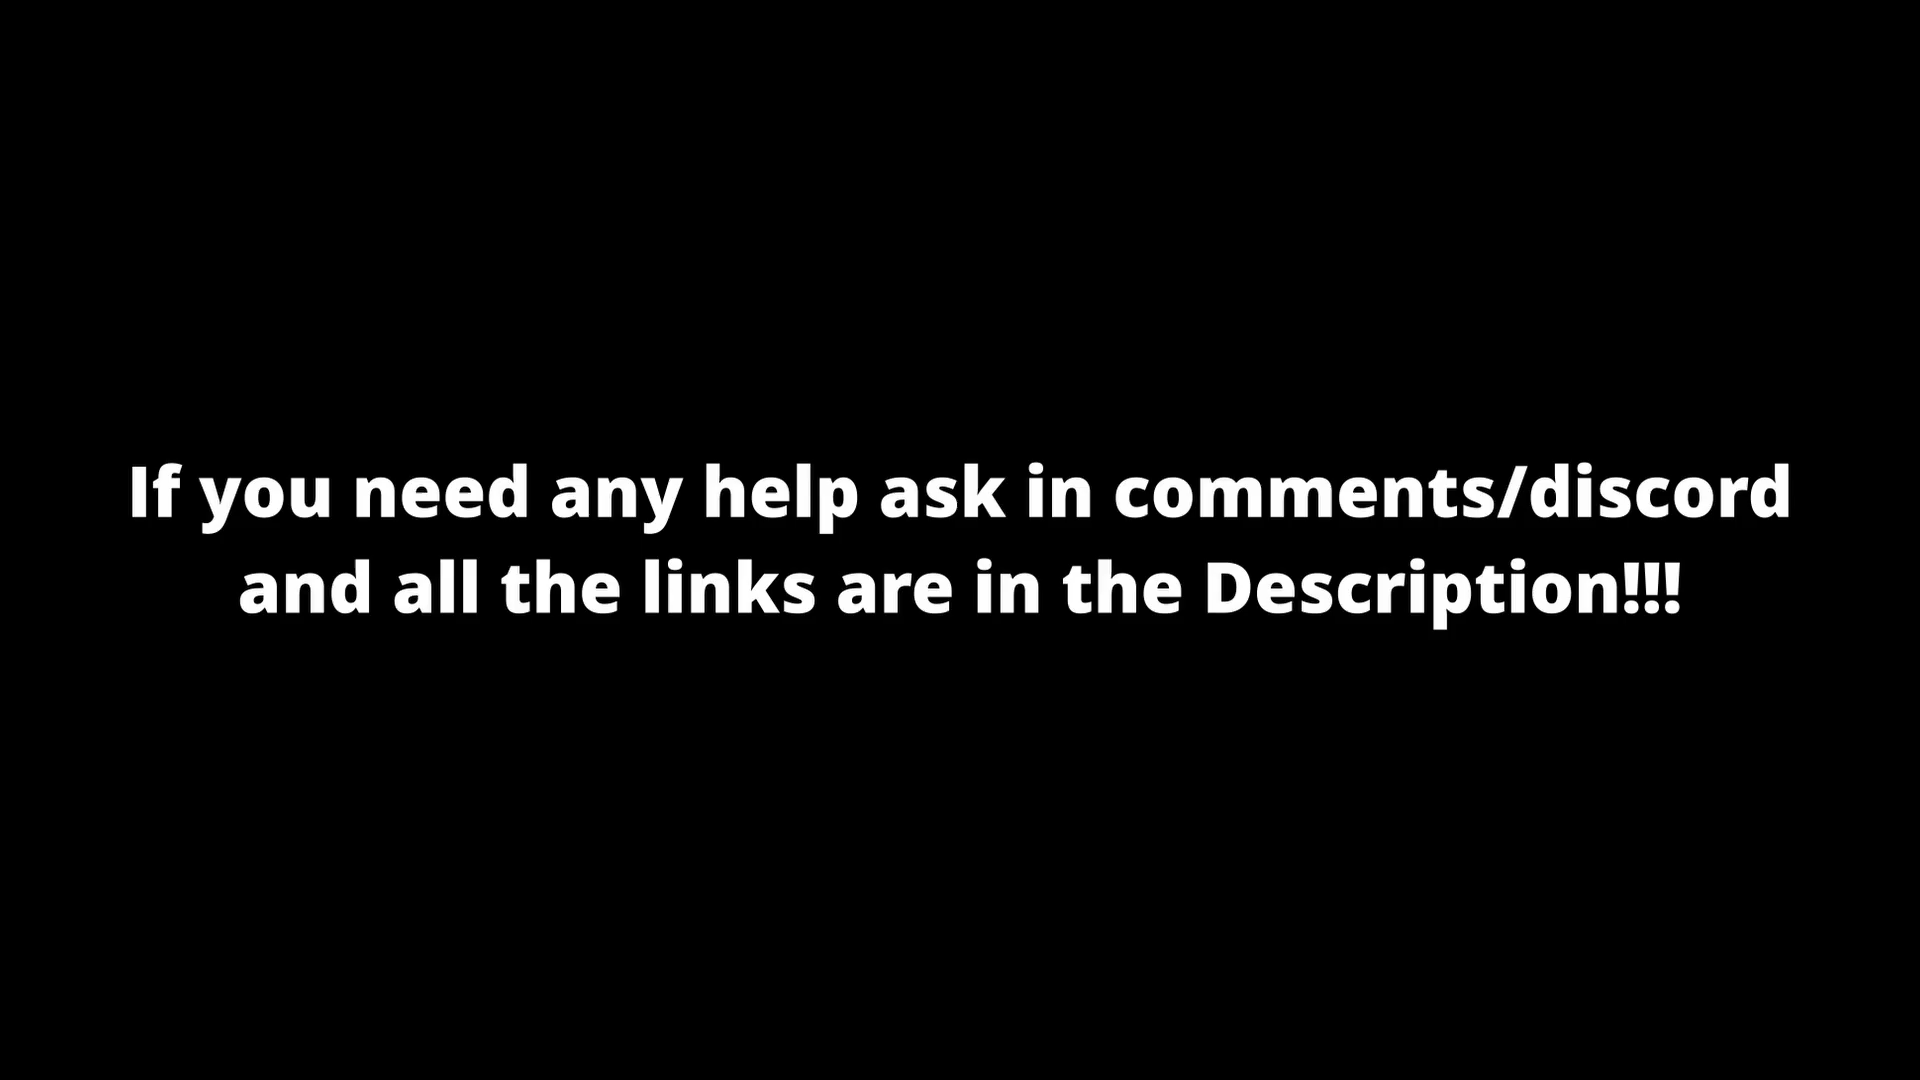 If you need any help ask in comments/discord
and all the links are in the Description!!!